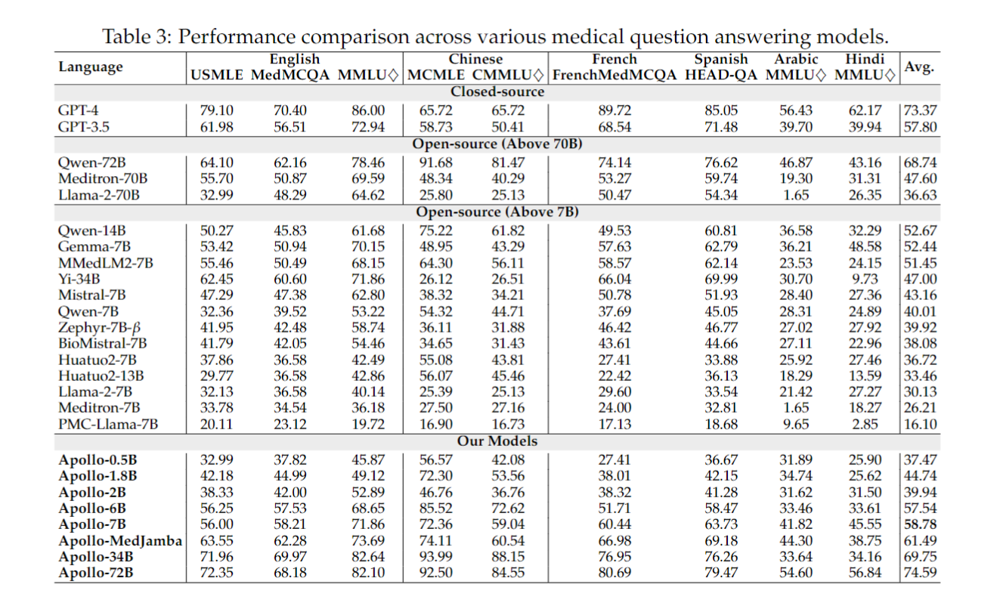 Table 3: Performance comparison across various medical question answering models.
Language English Chinese French Spanish Arabic Hindi Avg.
USMLE MedMCQA MMLU♢ MCMLE CMMLU♢ FrenchMedMCQA HEAD-QA MMLU♢ MMLU♢
Closed-source
GPT-4 79.10 70.40 86.00 65.72 65.72 89.72 85.05 56.43 62.17 73.37
GPT-3.5 61.98 56.51 72.94 58.73 50.41 68.54 71.48 39.70 39.94 57.80
Open-source (Above 70B)
Qwen-72B 64.10 62.16 78.46 91.68 81.47 74.14 76.62 46.87 43.16 68.74
Meditron-70B 55.70 50.87 69.59 48.34 40.29 53.27 59.74 19.30 31.31 47.60
Llama-2-70B 32.99 48.29 64.62 25.80 25.13 50.47 54.34 1.65 26.35 36.63
Open-source (Above 7B)
Qwen-14B 50.27 45.83 61.68 75.22 61.82 49.53 60.81 36.58 32.29 52.67
Gemma-7B 53.42 50.94 70.15 48.95 43.29 57.63 62.79 36.21 48.58 52.44
MMedLM2-7B 55.46 50.49 68.15 64.30 56.11 58.57 62.14 23.53 24.15 51.45
Yi-34B 62.45 60.60 71.86 26.12 26.51 66.04 69.99 30.70 9.73 47.00
Mistral-7B 47.29 47.38 62.80 38.32 34.21 50.78 51.93 28.40 27.36 43.16
Qwen-7B 32.36 39.52 53.22 54.32 44.71 37.69 45.05 28.31 24.89 40.01
Zephyr-7B-β 41.95 42.48 58.74 36.11 31.88 46.42 46.77 27.02 27.92 39.92
BioMistral-7B 41.79 42.05 54.46 34.65 31.43 43.61 44.66 27.11 22.96 38.08
Huatuo2-7B 37.86 36.58 42.49 55.08 43.81 27.41 33.88 25.92 27.46 36.72
Huatuo2-13B 29.77 36.58 42.86 56.07 45.46 22.42 36.13 18.29 13.59 33.46
Llama-2-7B 32.13 36.58 40.14 25.39 25.13 29.60 33.54 21.42 27.27 30.13
Meditron-7B 33.78 34.54 36.18 27.50 27.16 24.00 32.81 1.65 18.27 26.21
PMC-Llama-7B 20.11 23.12 19.72 16.90 16.73 17.13 18.68 9.65 2.85 16.10
Our Models
Apollo-0.5B 32.99 37.82 45.87 56.57 42.08 27.41 36.67 31.89 25.90 37.47
Apollo-1.8B 42.18 44.99 49.12 72.30 53.56 38.01 42.15 34.74 25.62 44.74
Apollo-2B 38.33 42.00 52.89 46.76 36.76 38.32 41.28 31.62 31.50 39.94
Apollo-6B 56.25 57.53 68.65 85.52 72.62 51.71 58.47 33.46 33.61 57.54
Apollo-7B 56.00 58.21 71.86 72.36 59.04 60.44 63.73 41.82 45.55 58.78
Apollo-MedJamba 63.55 62.28 73.69 74.11 60.54 66.98 69.18 44.30 38.75 61.49
Apollo-34B 71.96 69.97 82.64 93.99 88.15 76.95 76.26 33.64 34.16 69.75
Apollo-72B 72.35 68.18 82.10 92.50 84.55 80.69 79.47 54.60 56.84 74.59